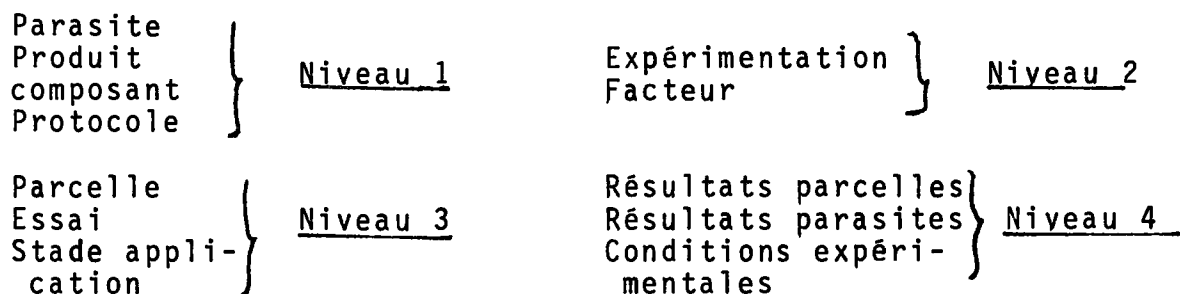 Parasite
Produit
composant
Protocole
Niveau 1
Expérimentation
Facteur
Niveau 2
Parcelle
Essai
Stade appli-
cation
Niveau 3
Résultats parcelles
Résultats parasites
Conditions expéri-
mentales
Niveau 4